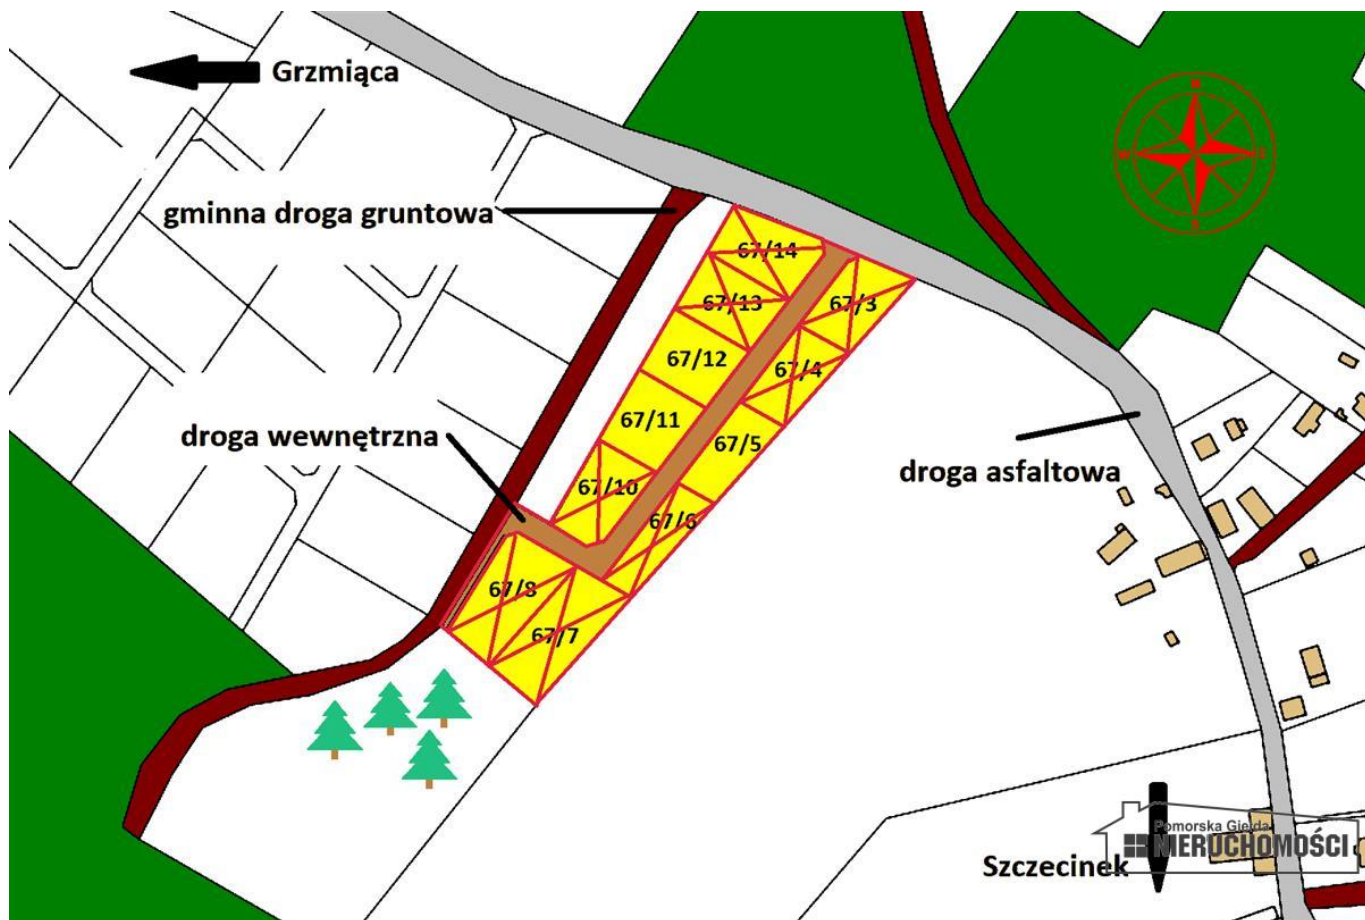 Grzmiąca
gminna droga gruntowa
67/14
67/13
67/3
67/12
67/4
67/11
67/5
droga wewnętrzna
droga asfaltowa
67/10
67/6
67/8
67/7
Pomorska Giełda
NIERUCHOMOŚCI
Szczecinek